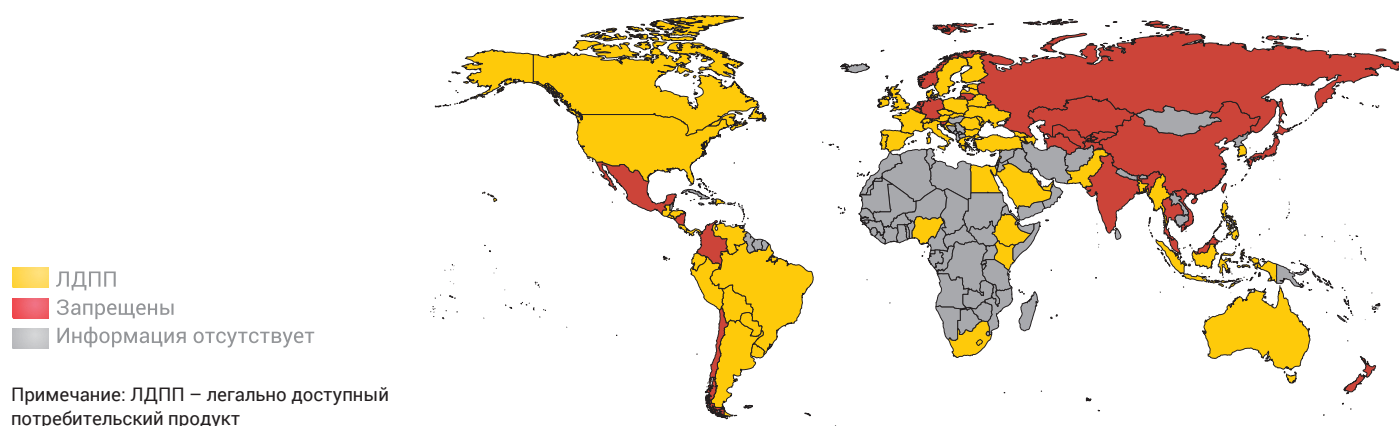 ЛДПП
Запрещены
Информация отсутствует
Примечание: ЛДПП – легально доступный
потребительский продукт